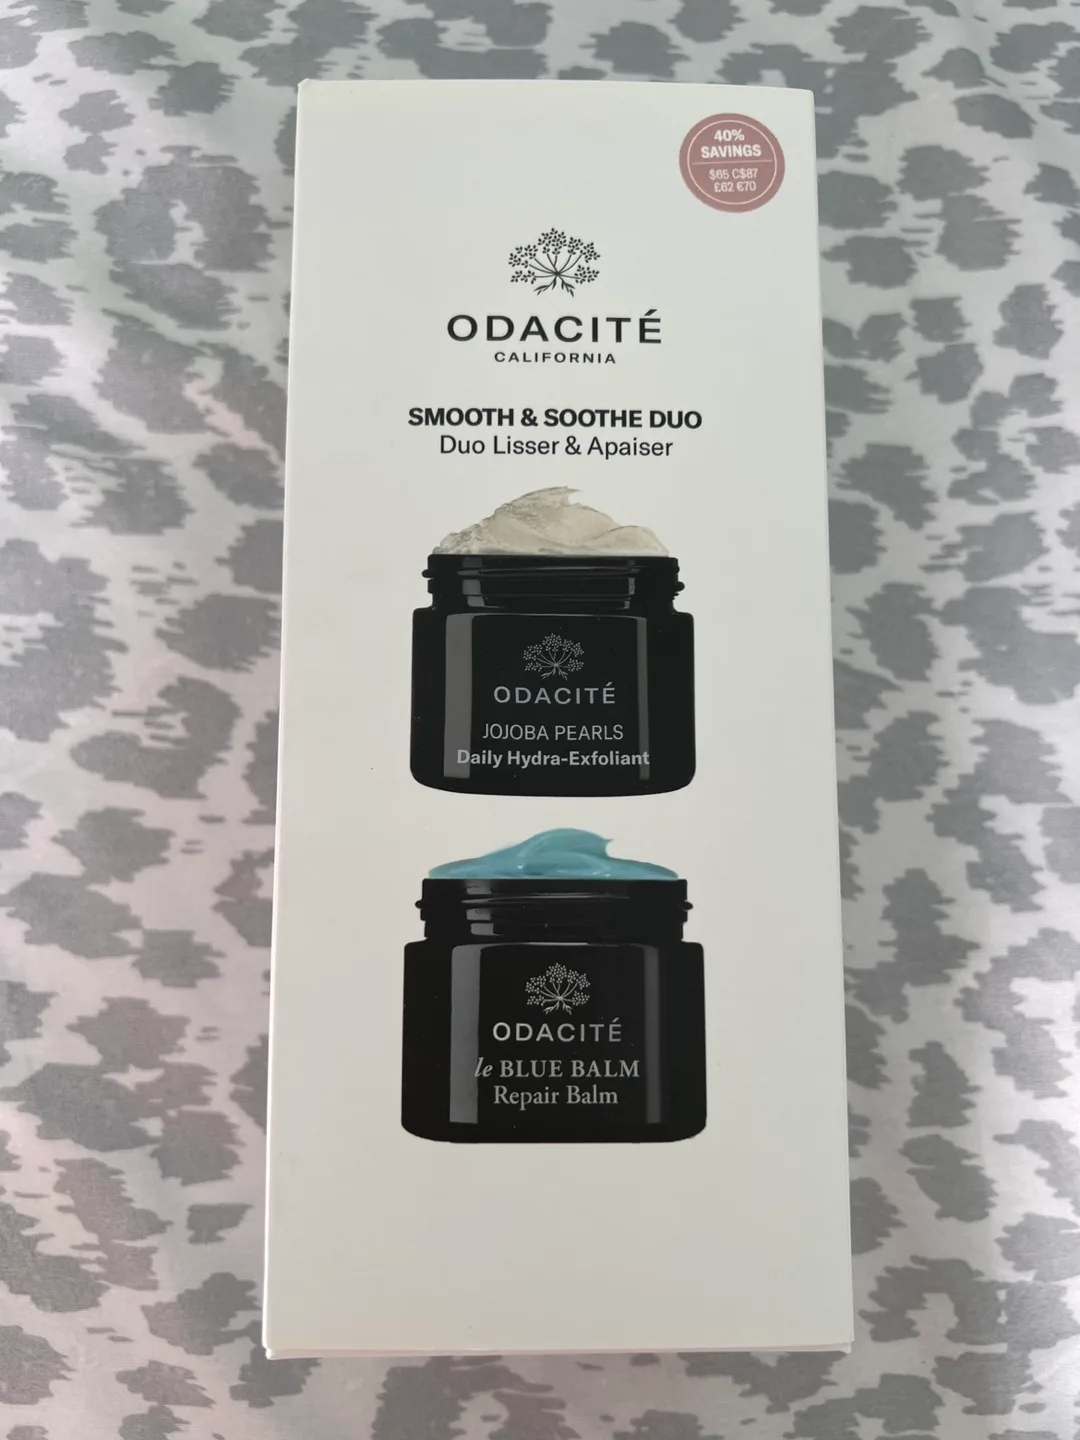 40%
SAVINGS
$65 C$87
£62 €70
ODACITÉ
CALIFORNIA
SMOOTH & SOOTHE DUO
Duo Lisser & Apaiser
ODACITÉ
JOJOBA PEARLS
Daily Hydra-Exfoliant
ODACITÉ
le BLUE BALM
Repair Balm